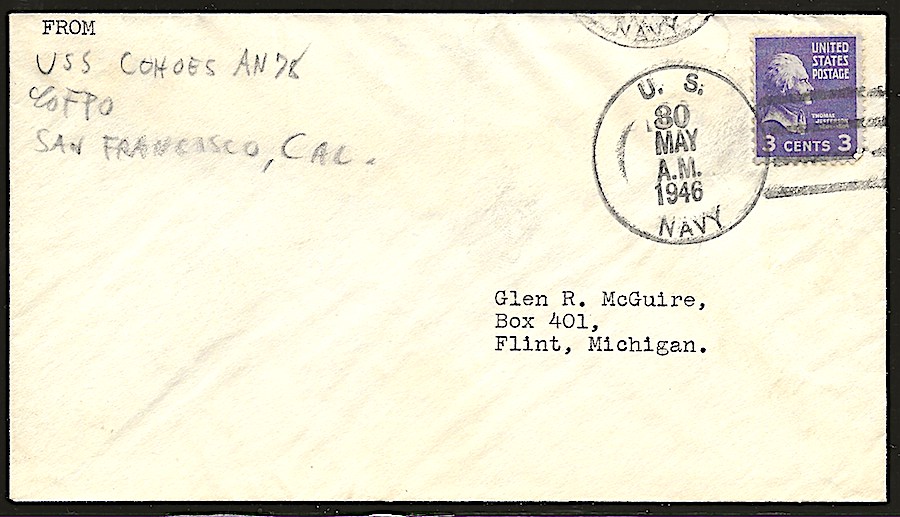 FROM
USS COHOES AN78
c/o FPO
SAN FRANCISCO, CAL.
NAVY
U. S.
30
MAY
A.M.
1946
NAVY
UNITED
STATES
POSTAGE
THOMAS
JEFFERSON
3 CENTS 3
Glen R. McGuire,
Box 401,
Flint, Michigan.